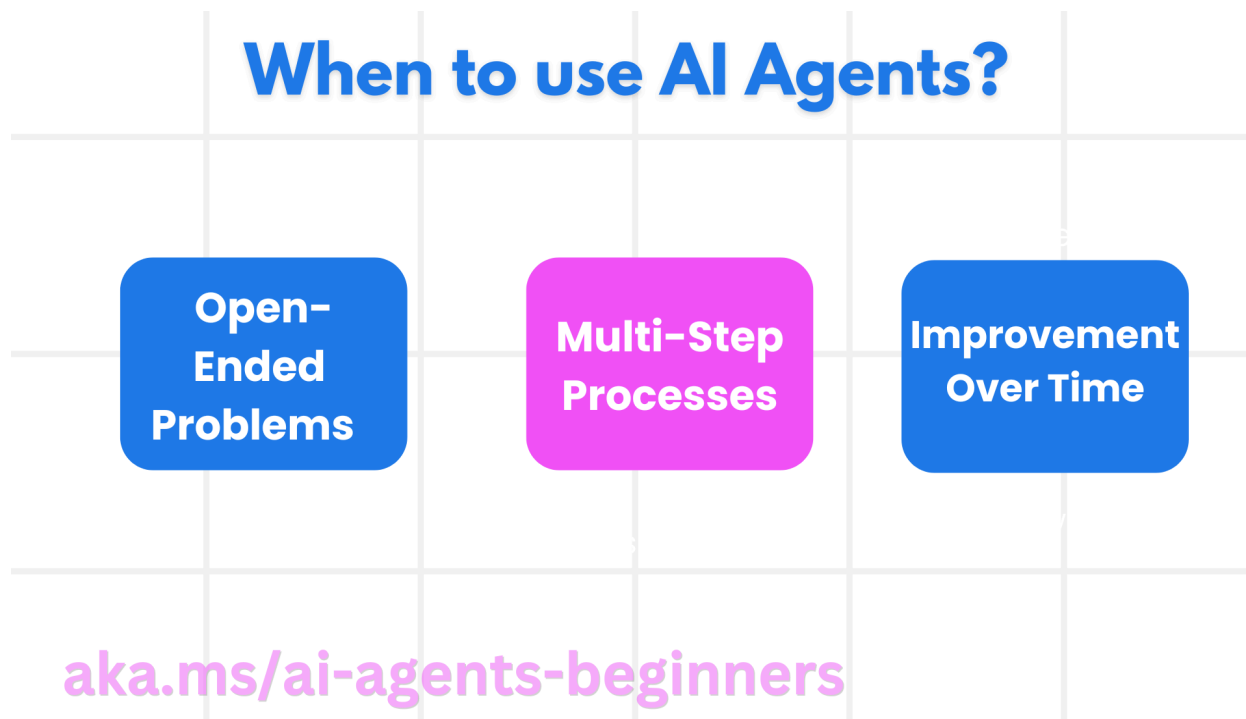 When to use AI Agents?
Open-
Ended
Problems
Multi-Step
Processes
Improvement
Over Time
aka.ms/ai-agents-beginners